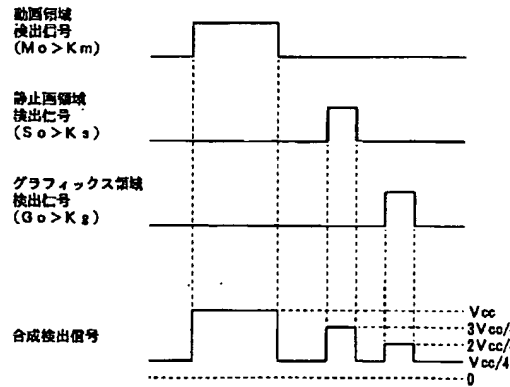 動画領域
検出信号
(Mo>Km)
静止画領域
検出信号
(So>Ks)
グラフィックス領域
検出信号
(Go>Kg)
合成検出信号
Vcc
3Vcc/
2Vcc/
Vcc/4
0